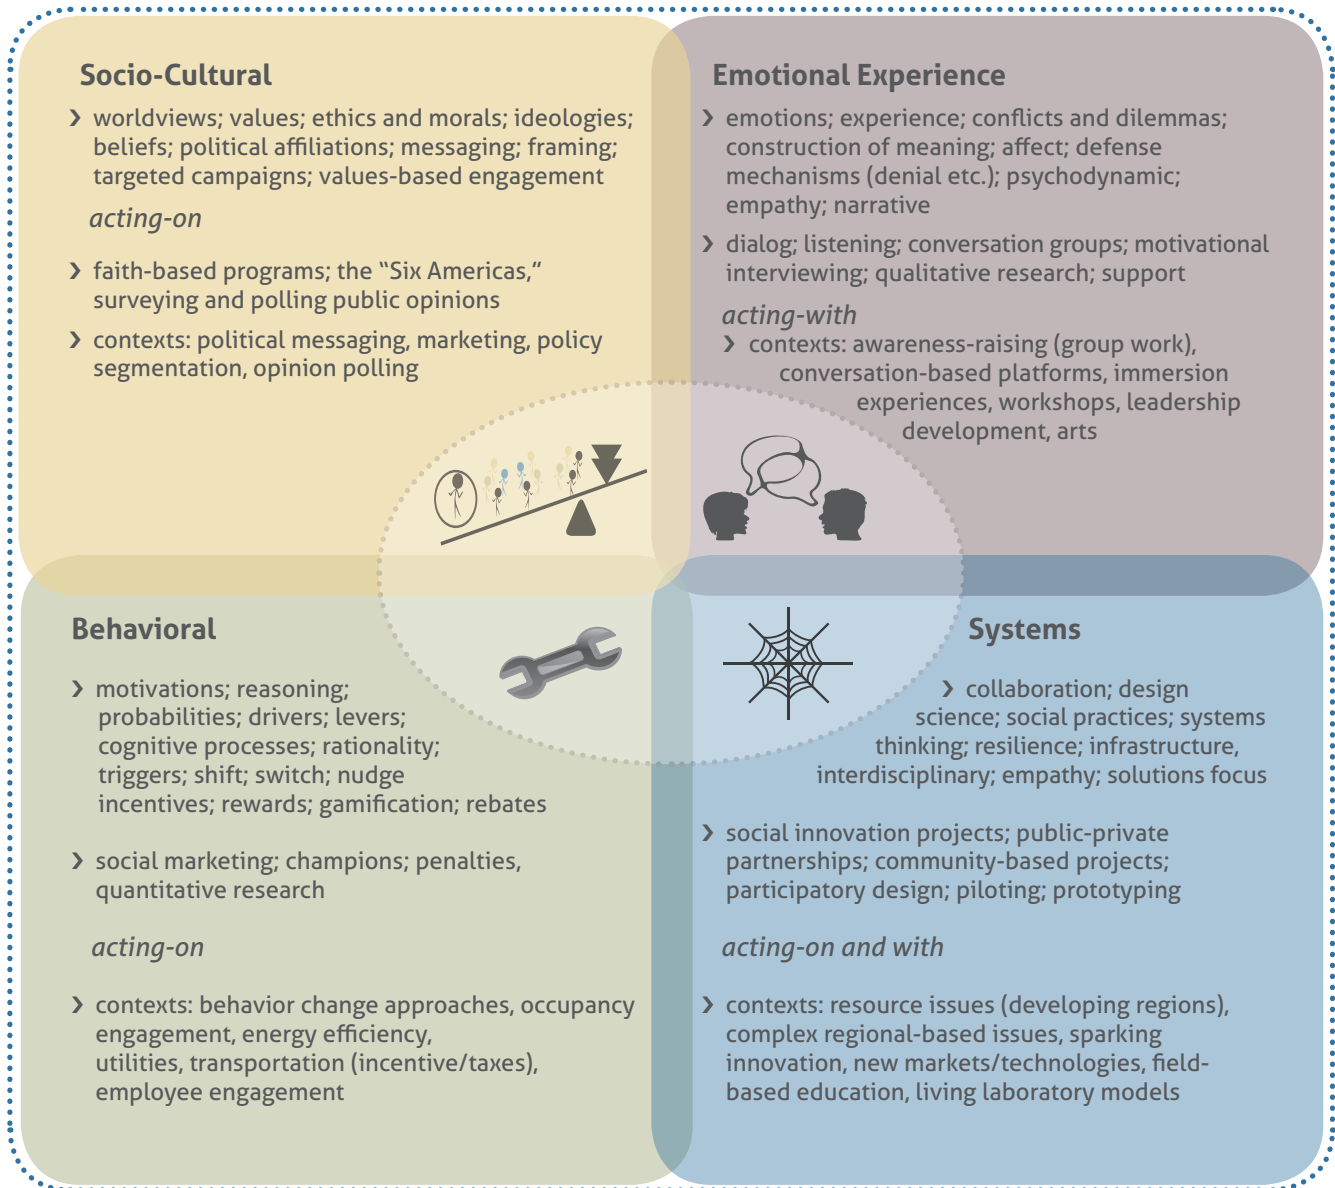 Socio-Cultural
❯ worldviews; values; ethics and morals; ideologies;
beliefs; political affiliations; messaging; framing;
targeted campaigns; values-based engagement
acting-on
❯ faith-based programs; the “Six Americas,”
surveying and polling public opinions
❯ contexts: political messaging, marketing, policy
segmentation, opinion polling
Emotional Experience
❯ emotions; experience; conflicts and dilemmas;
construction of meaning; affect; defense
mechanisms (denial etc.); psychodynamic;
empathy; narrative
❯ dialog; listening; conversation groups; motivational
interviewing; qualitative research; support
acting-with
❯ contexts: awareness-raising (group work),
conversation-based platforms, immersion
experiences, workshops, leadership
development, arts
Behavioral
❯ motivations; reasoning;
probabilities; drivers; levers;
cognitive processes; rationality;
triggers; shift; switch; nudge
incentives; rewards; gamification; rebates
❯ social marketing; champions; penalties,
quantitative research
acting-on
❯ contexts: behavior change approaches, occupancy
engagement, energy efficiency,
utilities, transportation (incentive/taxes),
employee engagement
Systems
❯ collaboration; design
science; social practices; systems
thinking; resilience; infrastructure,
interdisciplinary; empathy; solutions focus
❯ social innovation projects; public-private
partnerships; community-based projects;
participatory design; piloting; prototyping
acting-on and with
❯ contexts: resource issues (developing regions),
complex regional-based issues, sparking
innovation, new markets/technologies, field-
based education, living laboratory models